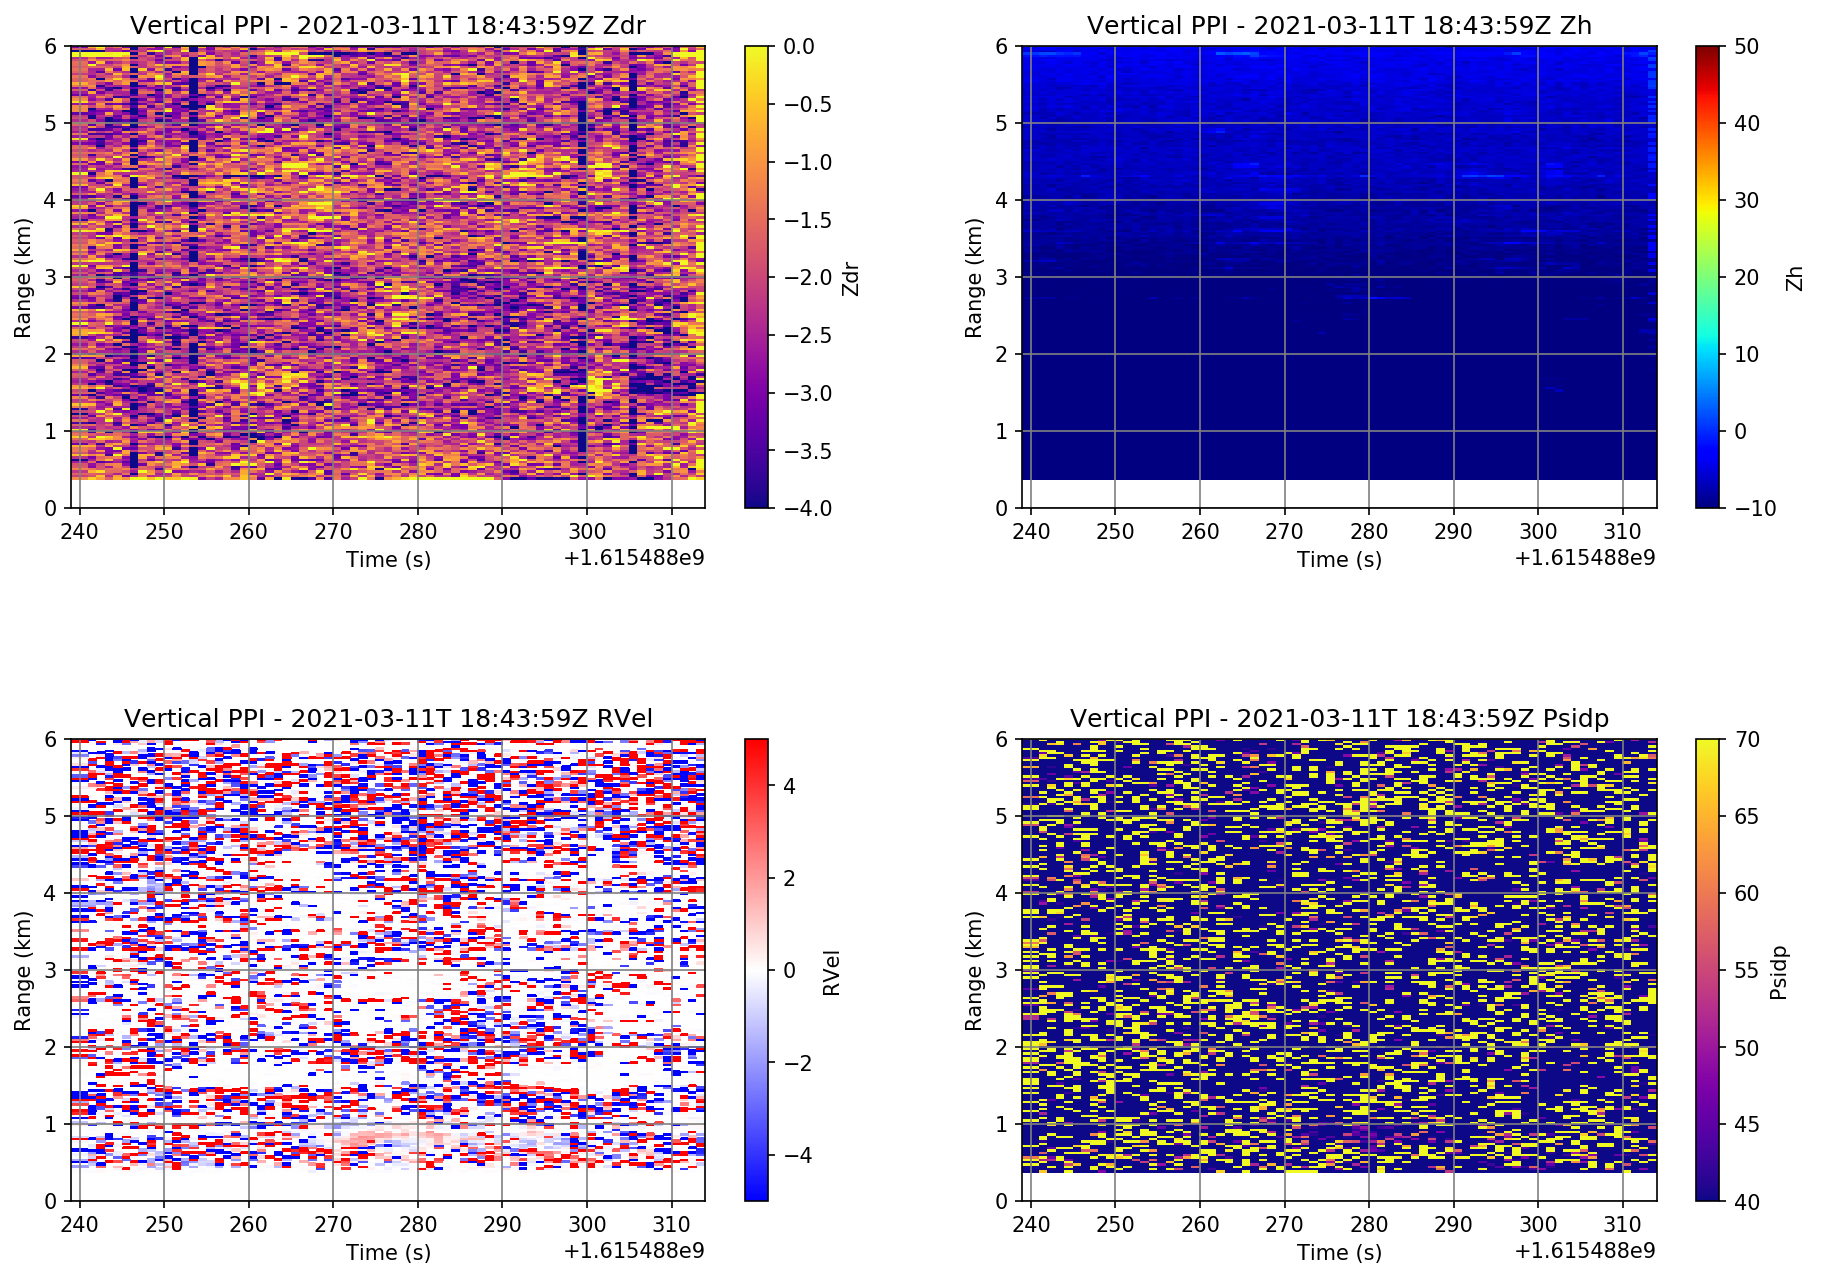 Vertical PPI - 2021-03-11T 18:43:59Z Zdr
6
5
4
3
2
1
0
Range (km)
240 250 260 270 280 290 300 310
Time (s)
+1.615488e9
0.0
−0.5
−1.0
−1.5
−2.0
−2.5
−3.0
−3.5
−4.0
Zdr
Vertical PPI - 2021-03-11T 18:43:59Z Zh
6
5
4
3
2
1
0
Range (km)
240 250 260 270 280 290 300 310
Time (s)
+1.615488e9
50
40
30
20
10
0
−10
Zh
Vertical PPI - 2021-03-11T 18:43:59Z RVel
6
5
4
3
2
1
0
Range (km)
240 250 260 270 280 290 300 310
Time (s)
+1.615488e9
4
2
0
−2
−4
RVel
Vertical PPI - 2021-03-11T 18:43:59Z Psidp
6
5
4
3
2
1
0
Range (km)
240 250 260 270 280 290 300 310
Time (s)
+1.615488e9
70
65
60
55
50
45
40
Psidp